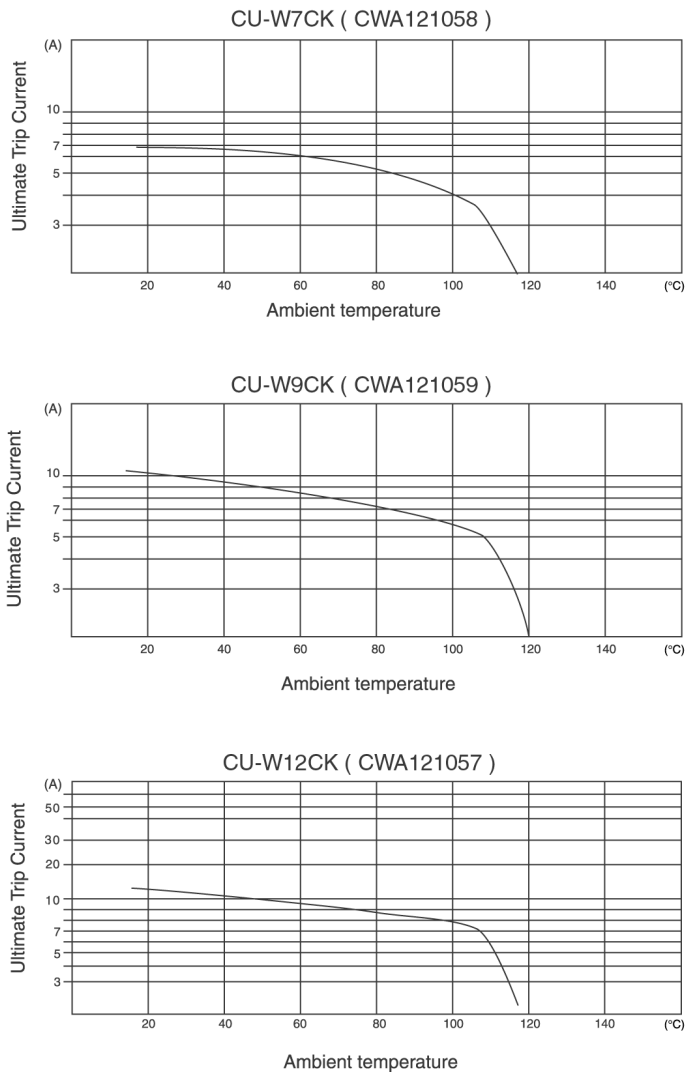 CU-W7CK ( CWA121058 )
(A)
Ultimate Trip Current
10
7
5
3
20 40 60 80 100 120 140 (°C)
Ambient temperature
CU-W9CK ( CWA121059 )
(A)
Ultimate Trip Current
10
7
5
3
20 40 60 80 100 120 140 (°C)
Ambient temperature
CU-W12CK ( CWA121057 )
(A)
Ultimate Trip Current
50
30
20
10
7
5
3
20 40 60 80 100 120 140 (°C)
Ambient temperature